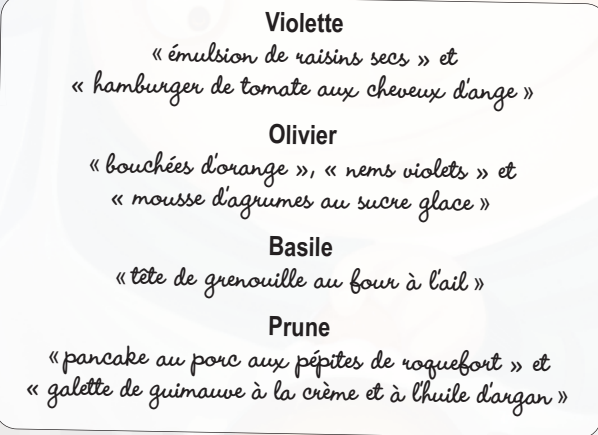 Violette
« émulsion de raisins secs » et
« hamburger de tomate aux cheveux d'ange »
Olivier
« bouchées d'orange », « nems violets » et
« mousse d'agrumes au sucre glace »
Basile
« tête de grenouille au four à l'ail »
Prune
« pancake au porc aux pépites de roquefort » et
« galette de guimauve à la crème et à l'huile d'argan »